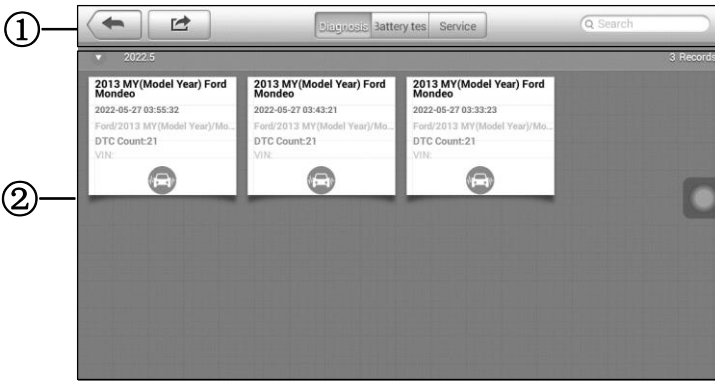 ①
Diagnosis Battery tes Service
Search
②
2022.5
3 Records
2013 MY(Model Year) Ford
Mondeo
2022-05-27 03:55:32
Ford/2013 MY(Model Year)/Mo...
DTC Count:21
VIN:
2013 MY(Model Year) Ford
Mondeo
2022-05-27 03:43:21
Ford/2013 MY(Model Year)/Mo...
DTC Count:21
VIN:
2013 MY(Model Year) Ford
Mondeo
2022-05-27 03:33:23
Ford/2013 MY(Model Year)/Mo...
DTC Count:21
VIN: